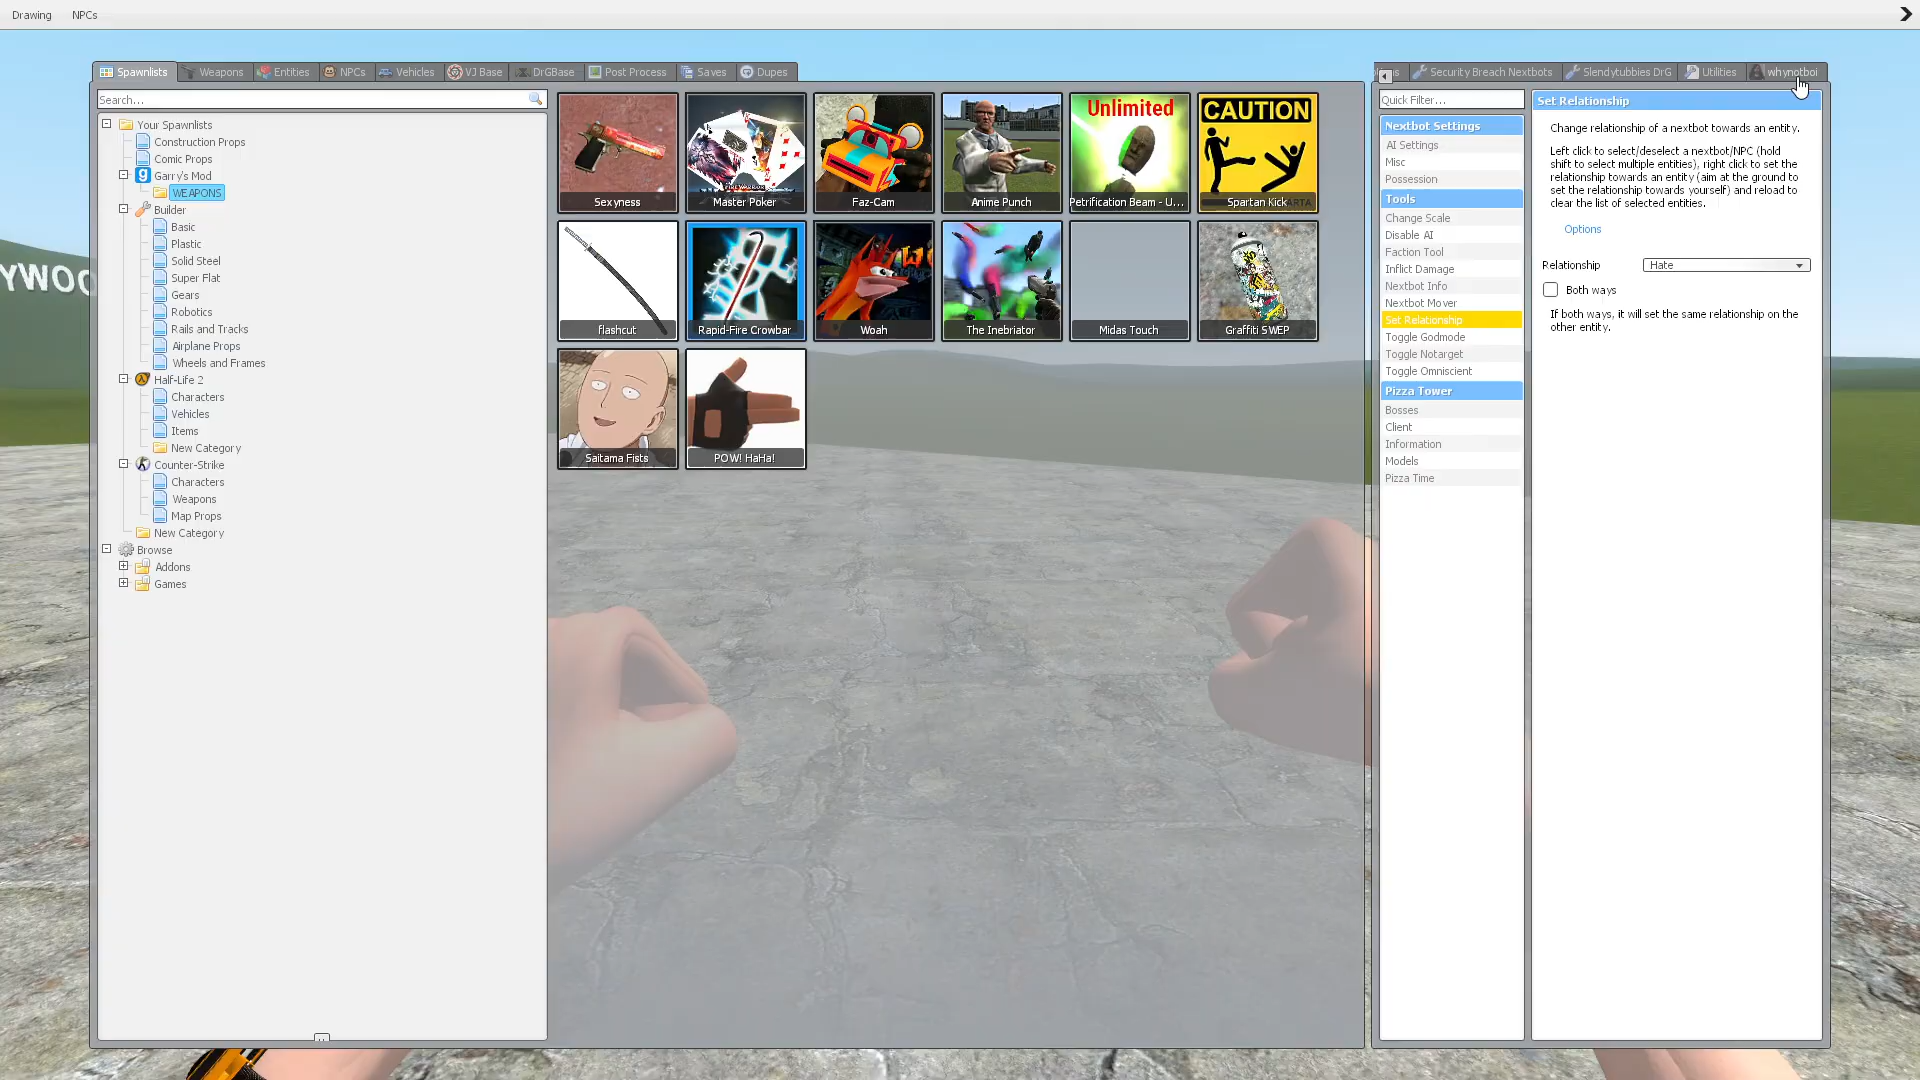 Drawing
NPCs
Spawnlists
Weapons
Entities
NPCs
Vehicles
VJ Base
DrGBase
Post Process
Saves
Dupes
Security Breach Nextbots
Slendytubbies DrG
Utilities
whynotboi
Search...
Your Spawnlists
Construction Props
Comic Props
Garry's Mod
WEAPONS
Builder
Basic
Plastic
Solid Steel
Super Flat
Gears
Robotics
Rails and Tracks
Airplane Props
Wheels and Frames
Half-Life 2
Characters
Vehicles
Items
New Category
Counter-Strike
Characters
Weapons
Map Props
New Category
Browse
Addons
Games
Sexyness
Master Poker
Faz-Cam
Anime Punch
Unlimited
Petrification Beam - U...
CAUTION
Spartan Kick
flashcut
Rapid-Fire Crowbar
Woah
The Inebriator
Midas Touch
Graffiti SWEP
Saitama Fists
POW! HaHa!
Quick Filter...
Nextbot Settings
AI Settings
Misc
Possession
Tools
Change Scale
Disable AI
Faction Tool
Inflict Damage
Nextbot Info
Nextbot Mover
Set Relationship
Toggle Godmode
Toggle Notarget
Toggle Omniscient
Pizza Tower
Bosses
Client
Information
Models
Pizza Time
Set Relationship
Change relationship of a nextbot towards an entity.
Left click to select/deselect a nextbot/NPC (hold
shift to select multiple entities), right click to set the
relationship towards an entity (aim at the ground to
set the relationship towards yourself) and reload to
clear the list of selected entities.
Options
Relationship
Hate
Both ways
If both ways, it will set the same relationship on the
other entity.